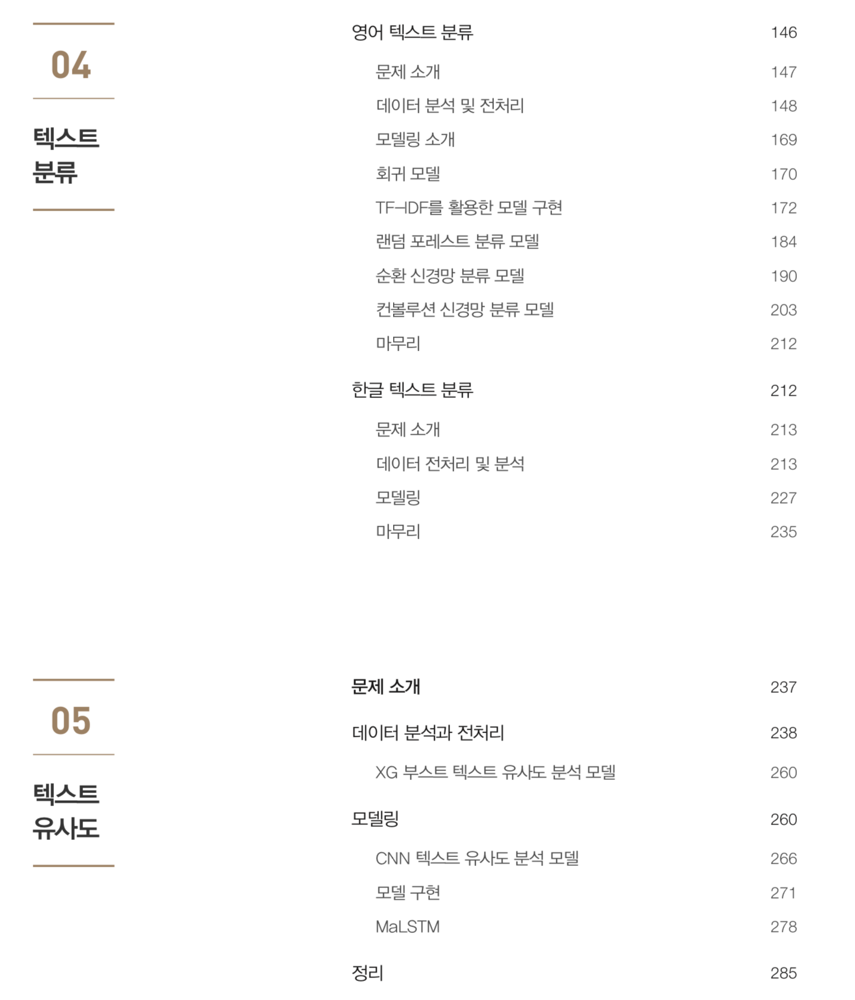 04
텍스트
분류
영어 텍스트 분류 146
문제 소개 147
데이터 분석 및 전처리 148
모델링 소개 169
회귀 모델 170
TF-IDF를 활용한 모델 구현 172
랜덤 포레스트 분류 모델 184
순환 신경망 분류 모델 190
컨볼루션 신경망 분류 모델 203
마무리 212
한글 텍스트 분류 212
문제 소개 213
데이터 전처리 및 분석 213
모델링 227
마무리 235
05
텍스트
유사도
문제 소개 237
데이터 분석과 전처리 238
XG 부스트 텍스트 유사도 분석 모델 260
모델링 260
CNN 텍스트 유사도 분석 모델 266
모델 구현 271
MaLSTM 278
정리 285